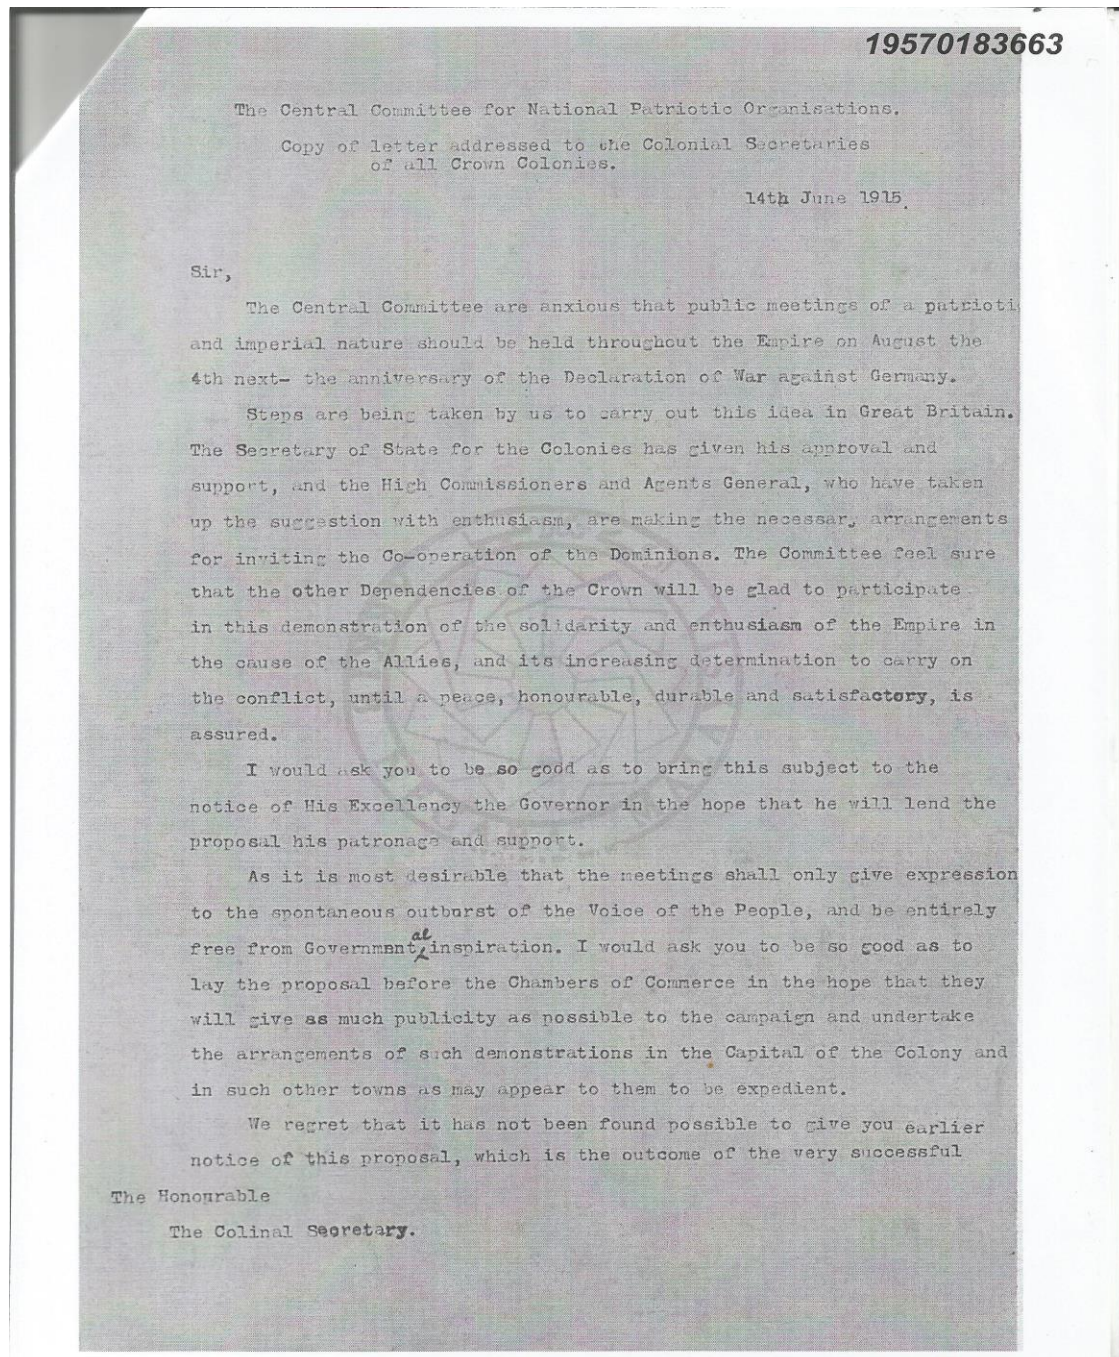 19570183663
The Central Committee for National Patriotic Organisations.
Copy of letter addressed to the Colonial Secretaries
of all Crown Colonies.
14th June 1915.
Sir,
The Central Committee are anxious that public meetings of a patrioti
and imperial nature should be held throughout the Empire on August the
4th next- the anniversary of the Declaration of War against Germany.
Steps are being taken by us to carry out this idea in Great Britain.
The Secretary of State for the Colonies has given his approval and
support, and the High Commissioners and Agents General, who have taken
up the suggestion with enthusiasm, are making the necessary arrangements
for inviting the Co-operation of the Dominions. The Committee feel sure
that the other Dependencies of the Crown will be glad to participate
in this demonstration of the solidarity and enthusiasm of the Empire in
the cause of the Allies, and its increasing determination to carry on
the conflict, until a peace, honourable, durable and satisfactory, is
assured.
I would ask you to be so good as to bring this subject to the
notice of His Excellency the Governor in the hope that he will lend the
proposal his patronage and support.
As it is most desirable that the meetings shall only give expression
to the spontaneous outburst of the Voice of the People, and be entirely
free from Governmental inspiration. I would ask you to be so good as to
lay the proposal before the Chambers of Commerce in the hope that they
will give as much publicity as possible to the campaign and undertake
the arrangements of such demonstrations in the Capital of the Colony and
in such other towns as may appear to them to be expedient.
We regret that it has not been found possible to give you earlier
notice of this proposal, which is the outcome of the very successful
The Honourable
The Colinal Secretary.